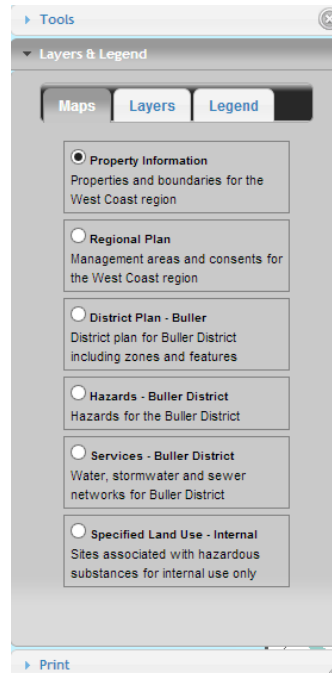 Tools
Layers & Legend
Maps Layers Legend
Property Information
Properties and boundaries for the
West Coast region
Regional Plan
Management areas and consents for
the West Coast region
District Plan - Buller
District plan for Buller District
including zones and features
Hazards - Buller District
Hazards for the Buller District
Services - Buller District
Water, stormwater and sewer
networks for Buller District
Specified Land Use - Internal
Sites associated with hazardous
substances for internal use only
Print